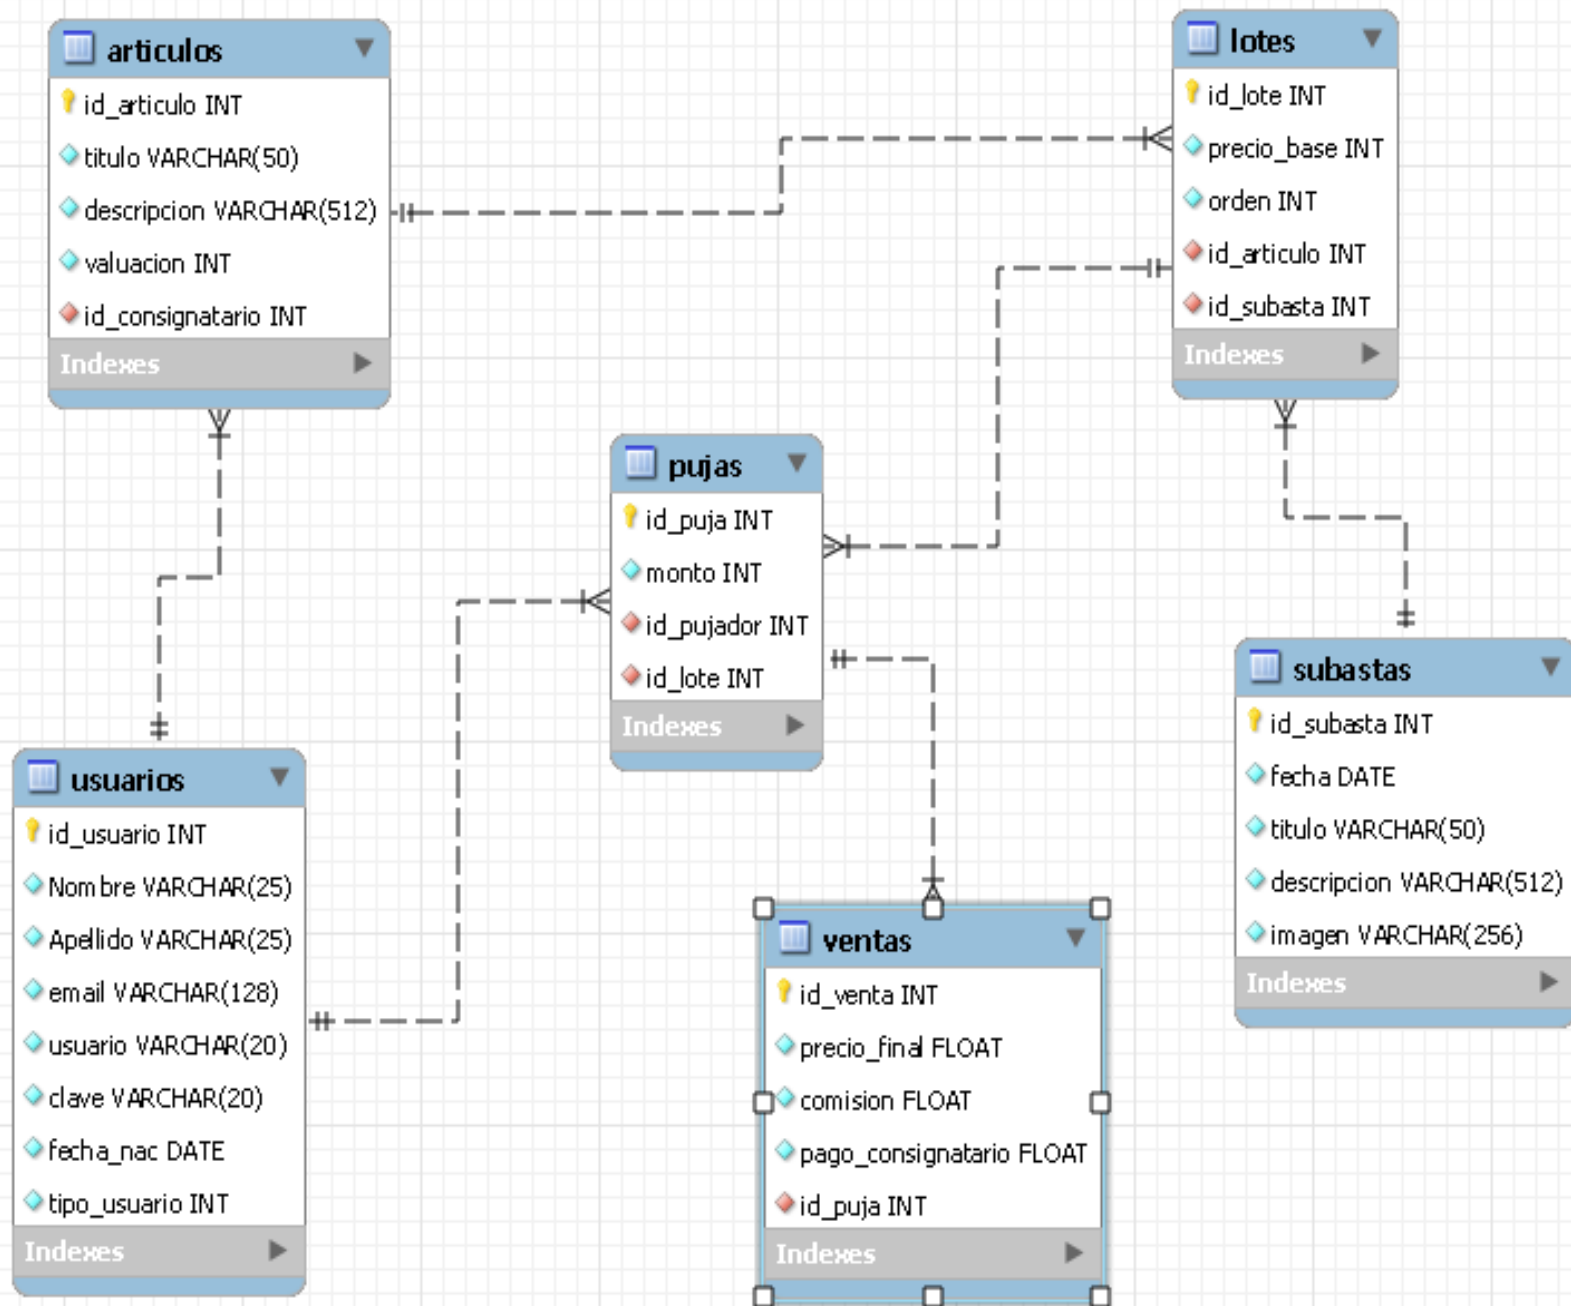 articulos
id_articulo INT
titulo VARCHAR(50)
descripcion VARCHAR(512)
valuacion INT
id_consignatario INT
Indexes
lotes
id_lote INT
precio_base INT
orden INT
id_articulo INT
id_subasta INT
Indexes
pujas
id_puja INT
monto INT
id_pujador INT
id_lote INT
Indexes
subastas
id_subasta INT
fecha DATE
titulo VARCHAR(50)
descripcion VARCHAR(512)
imagen VARCHAR(256)
Indexes
usuarios
id_usuario INT
Nombre VARCHAR(25)
Apellido VARCHAR(25)
email VARCHAR(128)
usuario VARCHAR(20)
clave VARCHAR(20)
fecha_nac DATE
tipo_usuario INT
Indexes
ventas
id_venta INT
precio_final FLOAT
comision FLOAT
pago_consignatario FLOAT
id_puja INT
Indexes